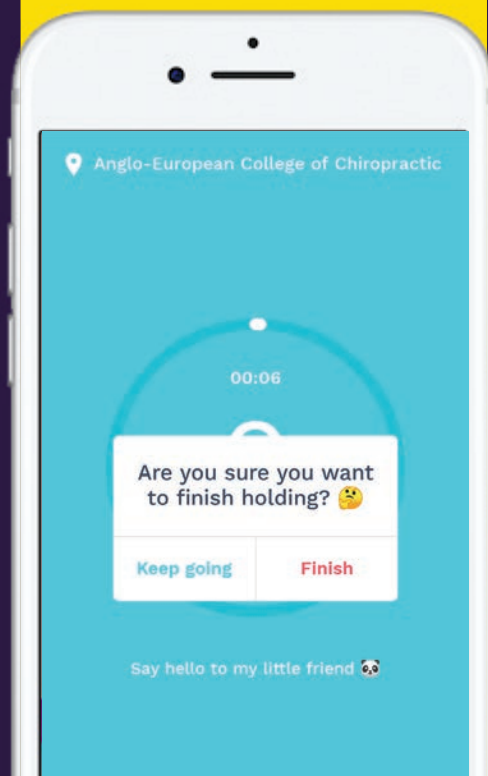 Anglo-European College of Chiropractic
00:06
Are you sure you want
to finish holding? 🤔
Keep going
Finish
Say hello to my little friend 🐼